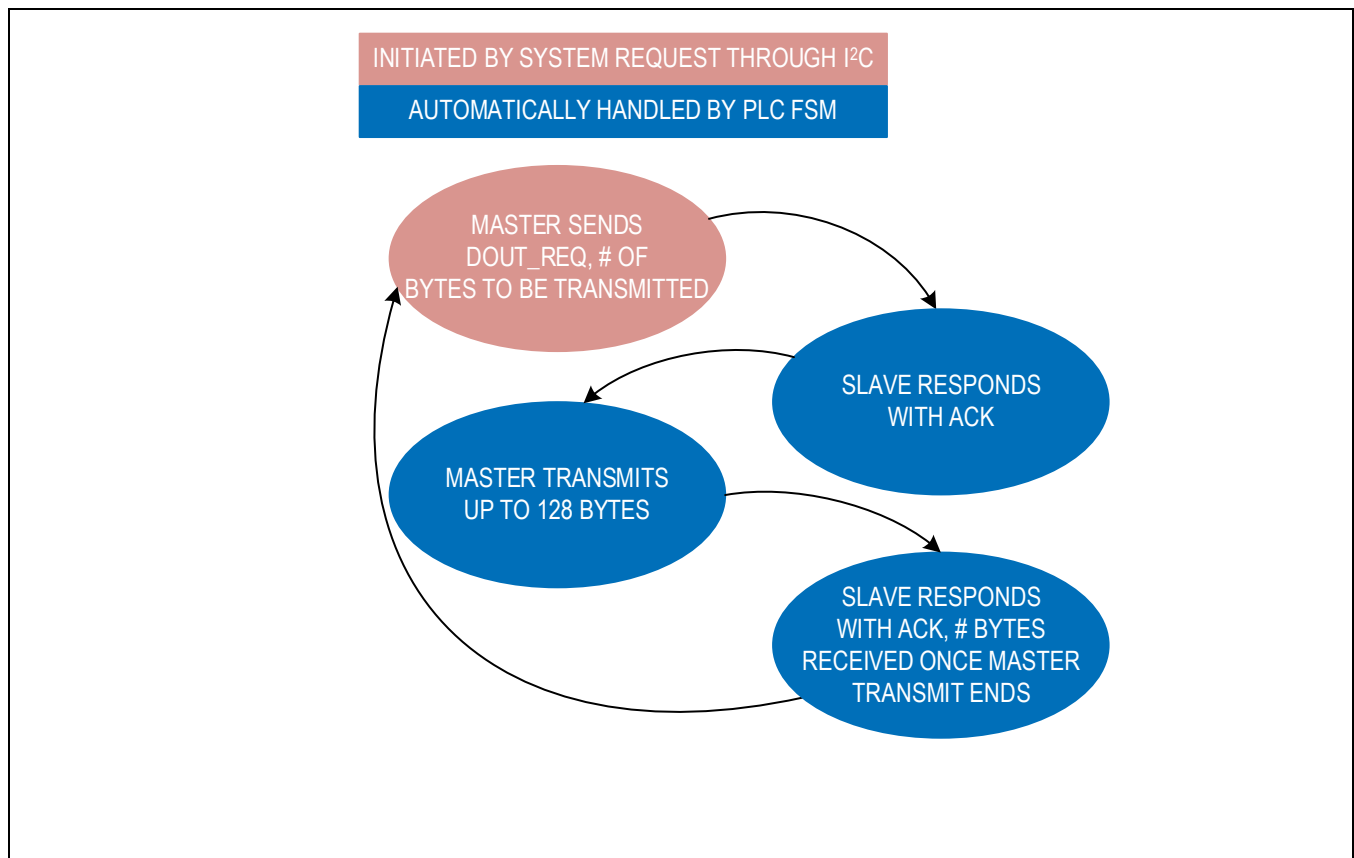 INITIATED BY SYSTEM REQUEST THROUGH I²C
AUTOMATICALLY HANDLED BY PLC FSM
MASTER SENDS
DOUT_REQ, # OF
BYTES TO BE TRANSMITTED
SLAVE RESPONDS
WITH ACK
MASTER TRANSMITS
UP TO 128 BYTES
SLAVE RESPONDS
WITH ACK, # BYTES
RECEIVED ONCE MASTER
TRANSMIT ENDS